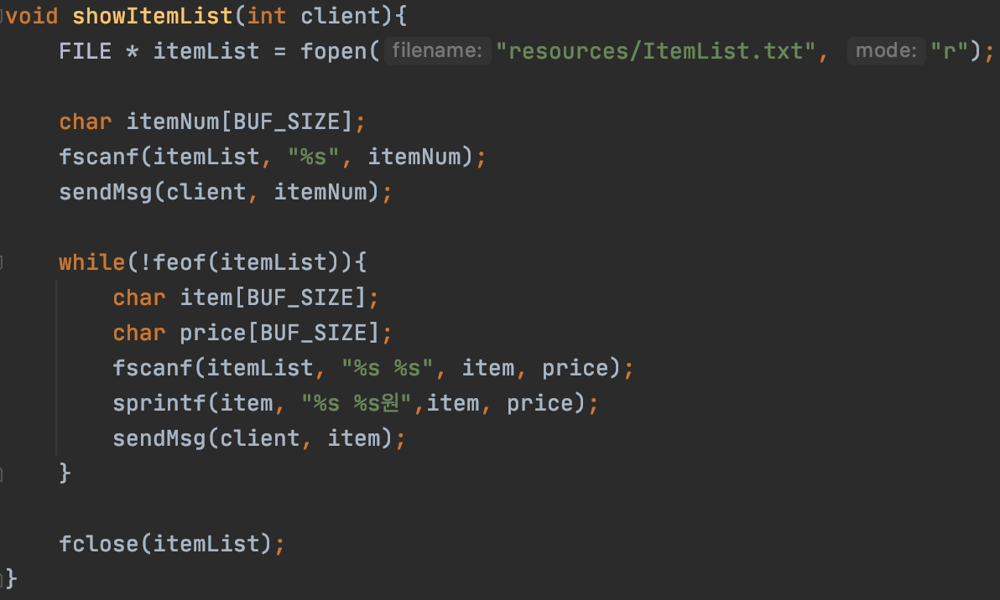 void showItemList(int client){
    FILE * itemList = fopen( filename: "resources/ItemList.txt",  mode: "r");

    char itemNum[BUF_SIZE];
    fscanf(itemList, "%s", itemNum);
    sendMsg(client, itemNum);

    while(!feof(itemList)){
        char item[BUF_SIZE];
        char price[BUF_SIZE];
        fscanf(itemList, "%s %s", item, price);
        sprintf(item, "%s %s원",item, price);
        sendMsg(client, item);
    }

    fclose(itemList);
}